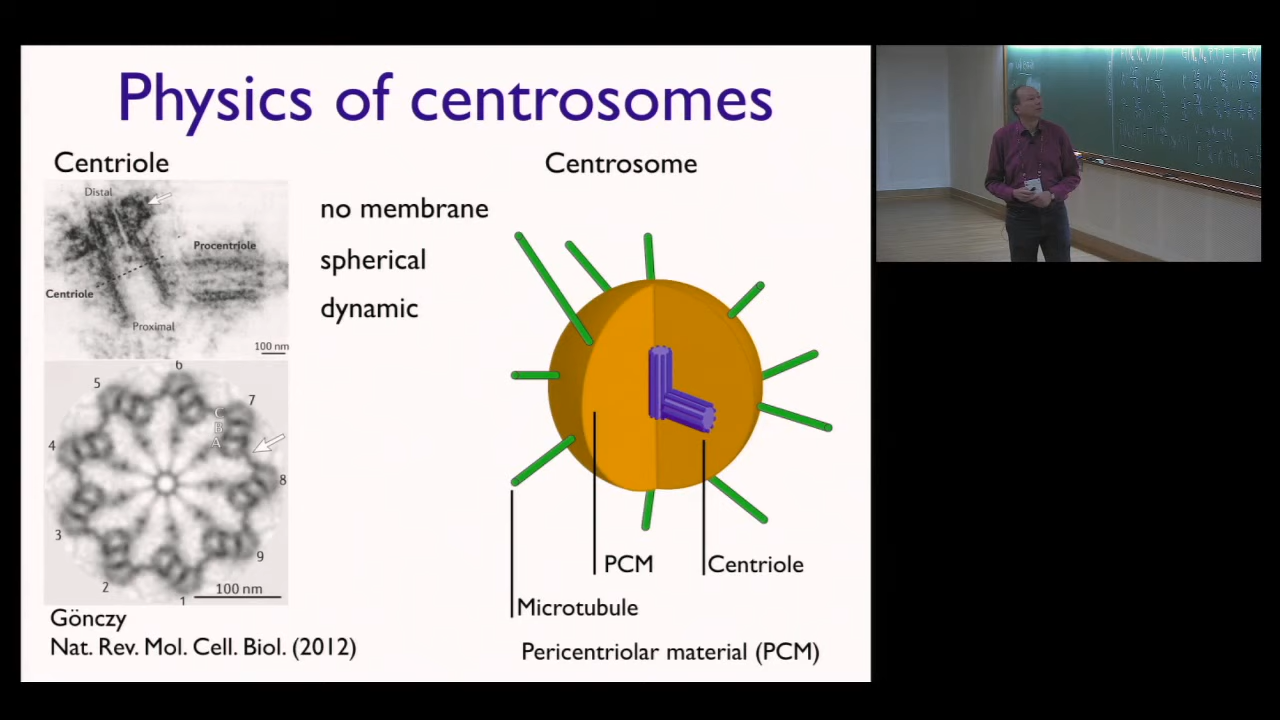 Physics of centrosomes
Centriole
Distal
Procentriole
Centriole
Proximal
100 nm
6
5
7
C
B
A
4
8
3
9
2
100 nm
1
Gönczy
Nat. Rev. Mol. Cell. Biol. (2012)
no membrane
spherical
dynamic
Centrosome
PCM
Centriole
Microtubule
Pericentriolar material (PCM)